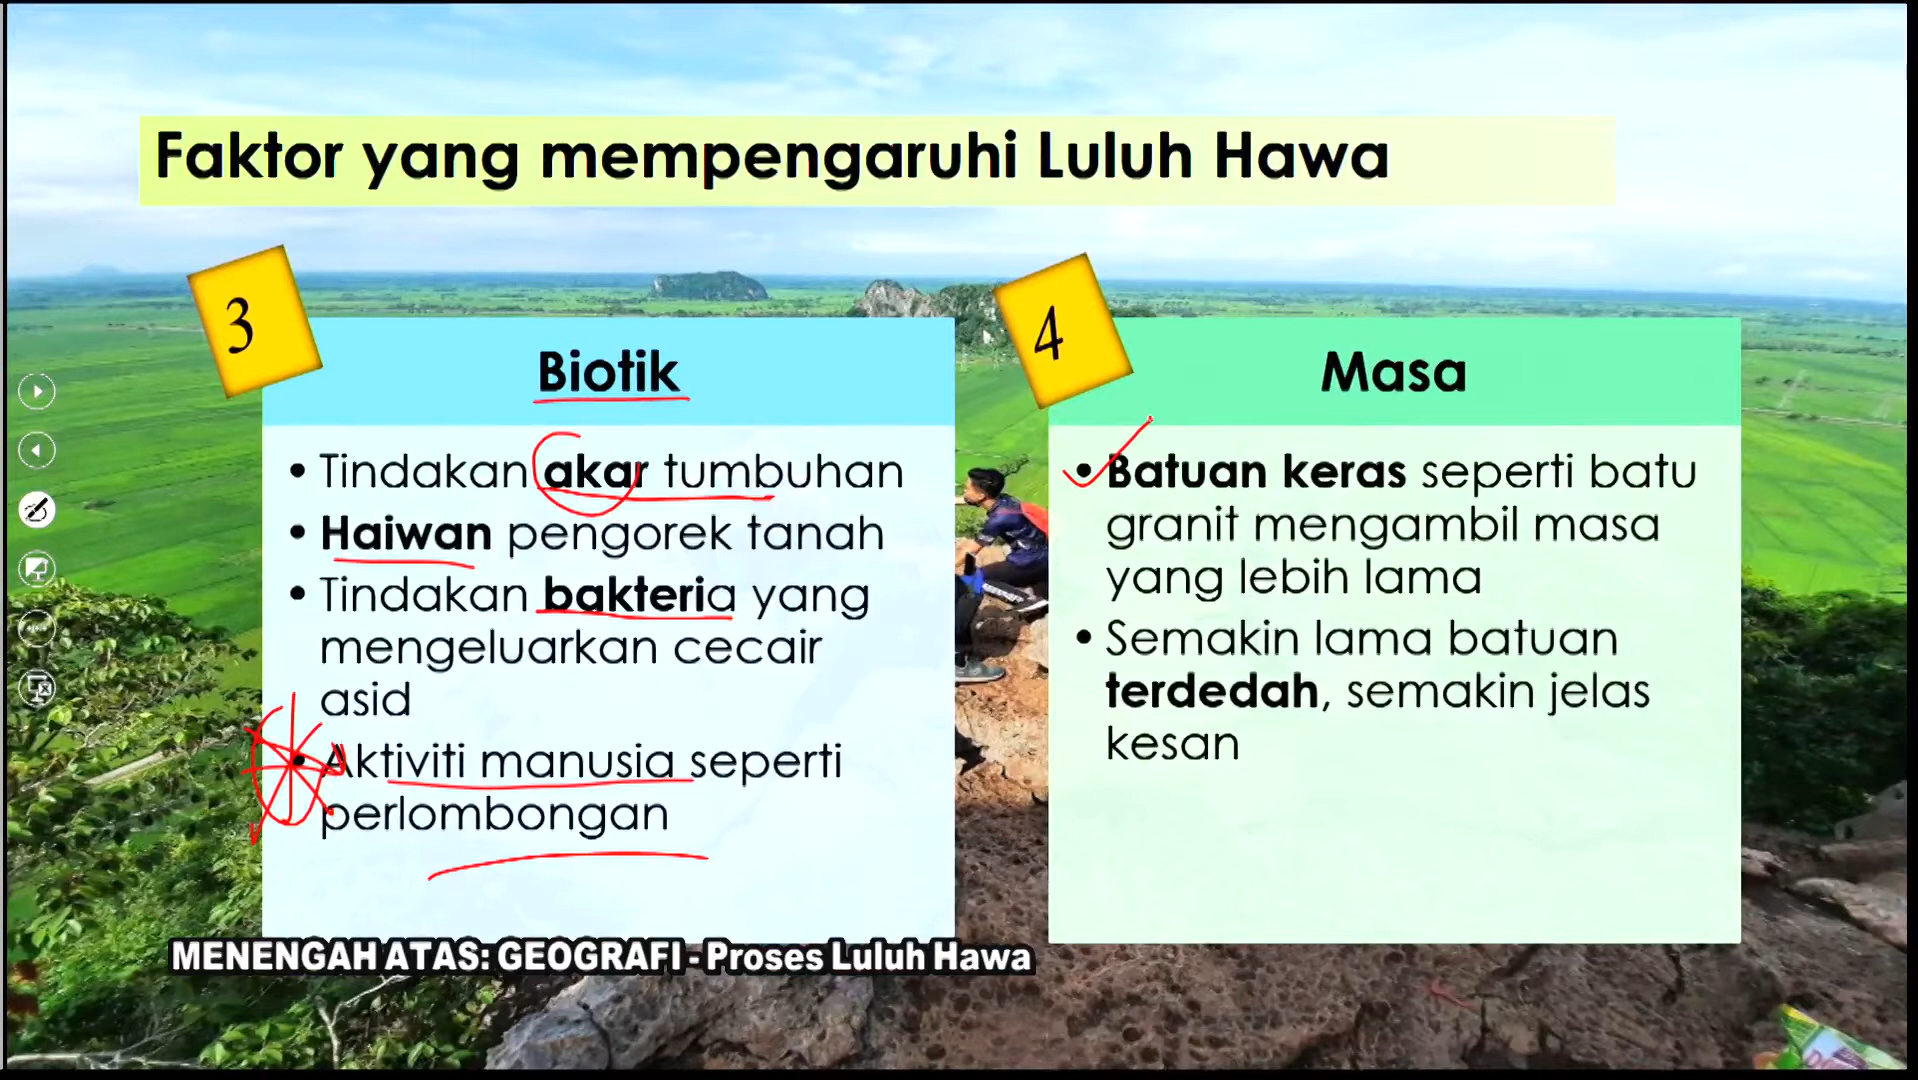 Faktor yang mempengaruhi Luluh Hawa
3
Biotik
• Tindakan akar tumbuhan
• Haiwan pengorek tanah
• Tindakan bakteria yang
mengeluarkan cecair
asid
• Aktiviti manusia seperti
perlombongan
4
Masa
• Batuan keras seperti batu
granit mengambil masa
yang lebih lama
• Semakin lama batuan
terdedah, semakin jelas
kesan
MENENGAH ATAS: GEOGRAFI - Proses Luluh Hawa